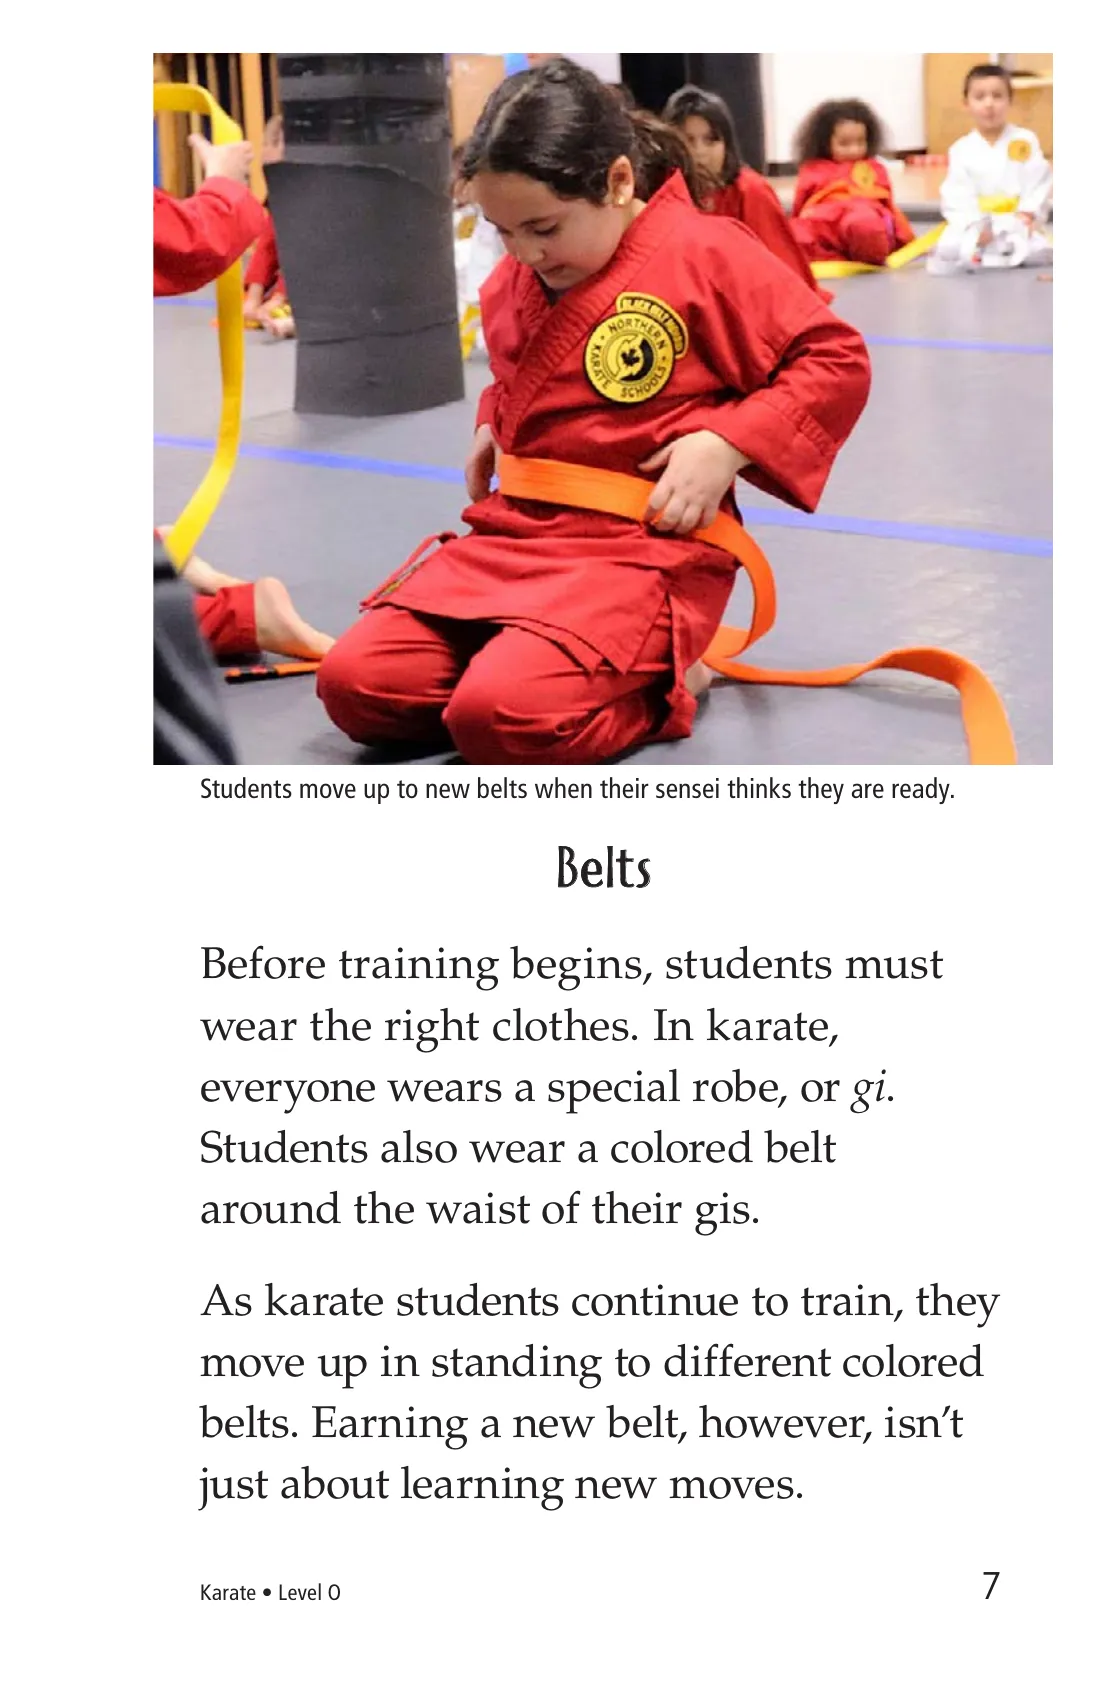 BLACK BELT
NORTHERN
KARATE SCHOOLS
Students move up to new belts when their sensei thinks they are ready.
Belts
Before training begins, students must
wear the right clothes. In karate,
everyone wears a special robe, or gi.
Students also wear a colored belt
around the waist of their gis.
As karate students continue to train, they
move up in standing to different colored
belts. Earning a new belt, however, isn’t
just about learning new moves.
Karate • Level O
7